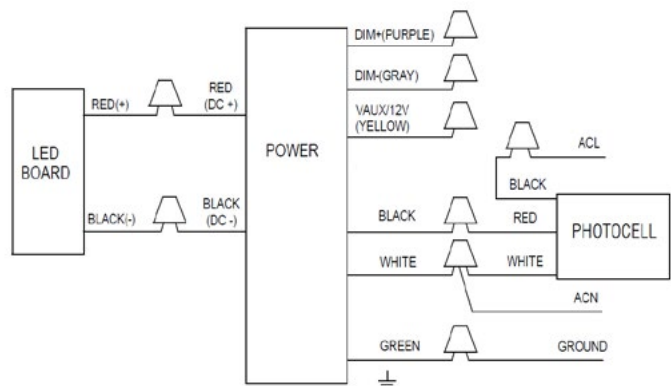 DIM+(PURPLE)
DIM-(GRAY)
VAUX/12V
(YELLOW)
RED(+)
RED
(DC +)
LED
BOARD
POWER
BLACK(-)
BLACK
(DC -)
ACL
BLACK
BLACK
RED
PHOTOCELL
WHITE
WHITE
ACN
GREEN
GROUND